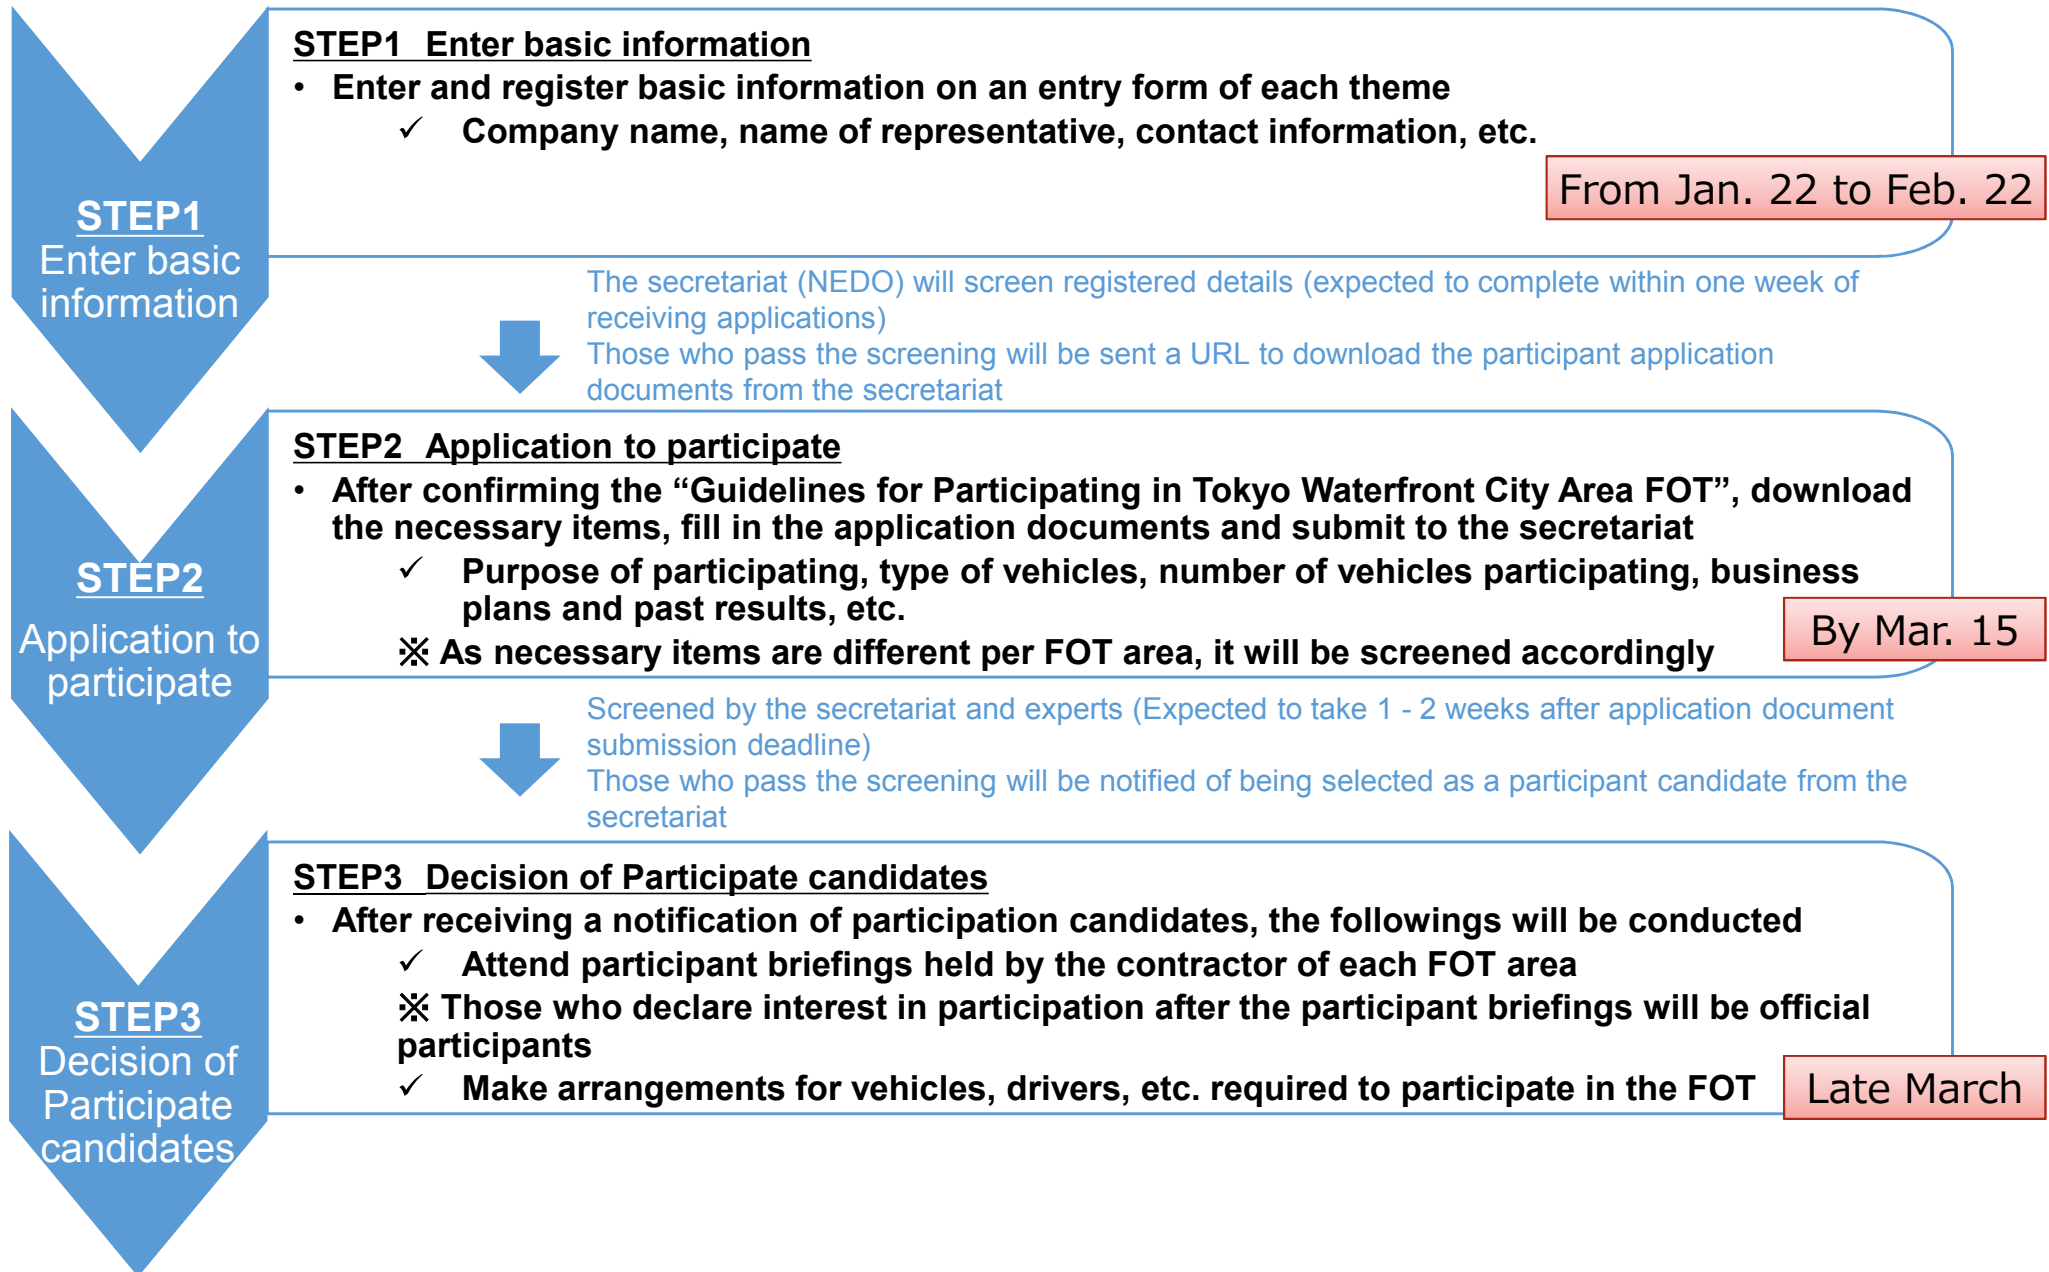 STEP1
Enter basic
information
STEP1  Enter basic information
• Enter and register basic information on an entry form of each theme
✓ Company name, name of representative, contact information, etc.
From Jan. 22 to Feb. 22
The secretariat (NEDO) will screen registered details (expected to complete within one week of
receiving applications)
Those who pass the screening will be sent a URL to download the participant application
documents from the secretariat
STEP2
Application to
participate
STEP2  Application to participate
• After confirming the “Guidelines for Participating in Tokyo Waterfront City Area FOT”, download
the necessary items, fill in the application documents and submit to the secretariat
✓ Purpose of participating, type of vehicles, number of vehicles participating, business
plans and past results, etc.
※ As necessary items are different per FOT area, it will be screened accordingly
By Mar. 15
Screened by the secretariat and experts (Expected to take 1 - 2 weeks after application document
submission deadline)
Those who pass the screening will be notified of being selected as a participant candidate from the
secretariat
STEP3
Decision of
Participate
candidates
STEP3  Decision of Participate candidates
• After receiving a notification of participation candidates, the followings will be conducted
✓ Attend participant briefings held by the contractor of each FOT area
※ Those who declare interest in participation after the participant briefings will be official
participants
✓ Make arrangements for vehicles, drivers, etc. required to participate in the FOT
Late March